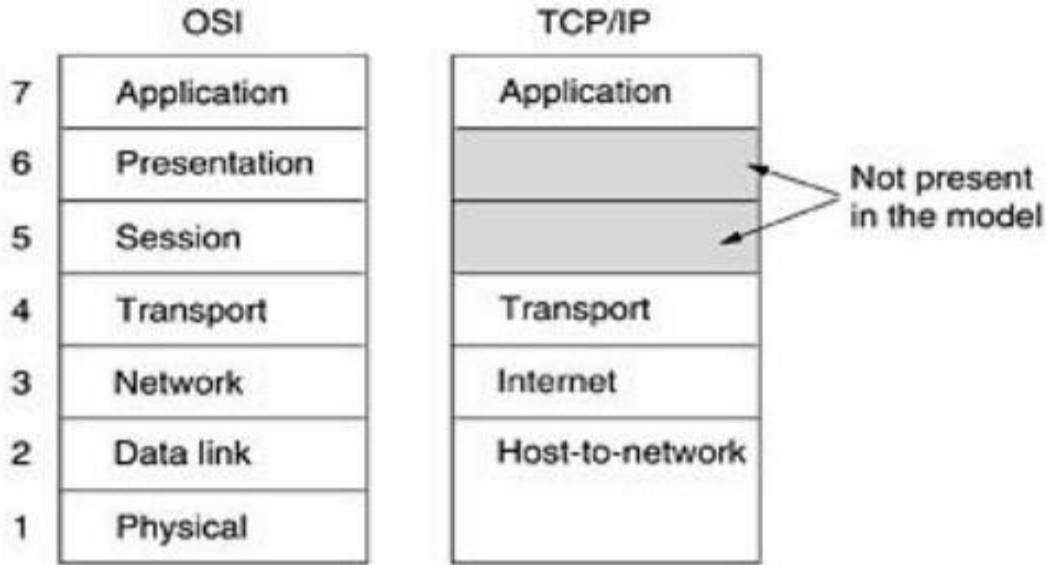 OSI
TCP/IP
7 Application Application
6 Presentation
5 Session
Not present
in the model
4 Transport Transport
3 Network Internet
2 Data link Host-to-network
1 Physical